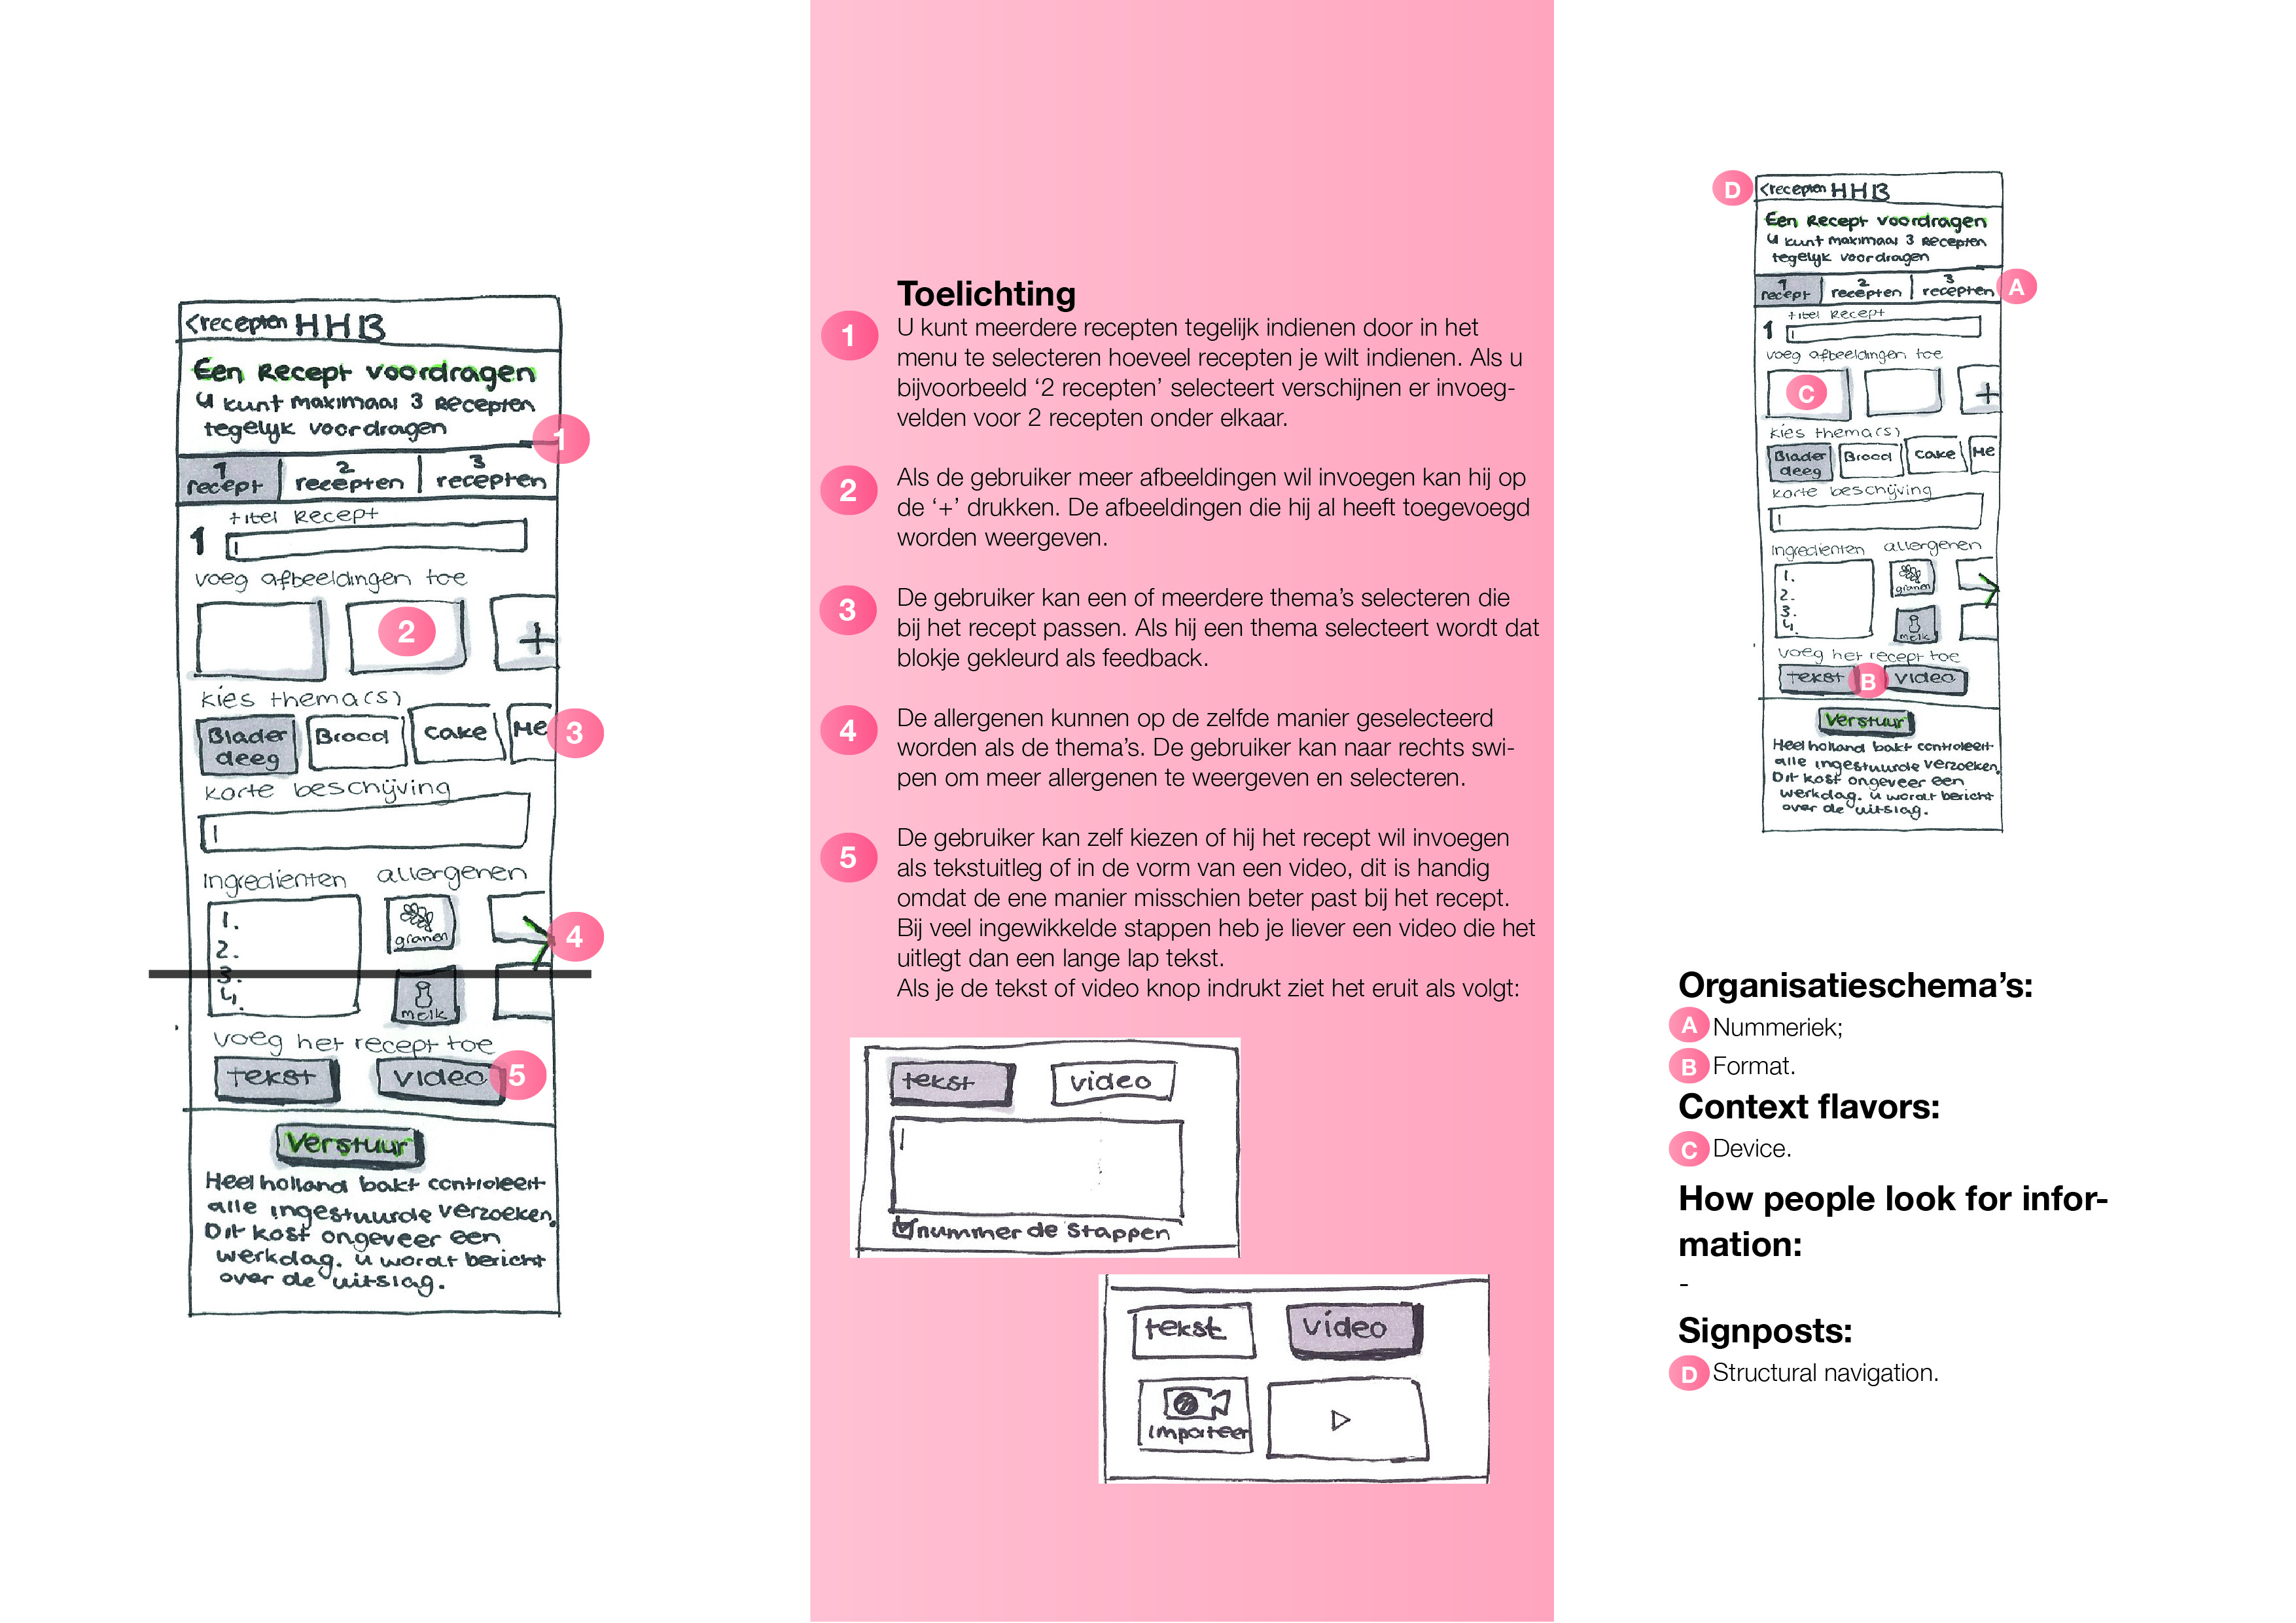 <recepten HHB
Een Recept voordragen
U kunt maximaal 3 Recepten
tegelyk voordragen
1
1 recept
2 recepten
3 recepten
titel Recept
1
voeg afbeeldingen toe
2
+
kies thema(s)
Blader
deeg
Brood
Cake
He
3
korte beschijving
Ingredienten
allergenen
1.
2.
3.
4.
granen
melk
4
voeg het recept toe
tekst
video
5
Verstuur
Heel holland bakt controleert
alle ingestuurde verzoeken.
Dit kost ongeveer een
werkdag. U wordt bericht
over de uitslag.
Toelichting
1
U kunt meerdere recepten tegelijk indienen door in het
menu te selecteren hoeveel recepten je wilt indienen. Als u
bijvoorbeeld ‘2 recepten’ selecteert verschijnen er invoeg-
velden voor 2 recepten onder elkaar.
2
Als de gebruiker meer afbeeldingen wil invoegen kan hij op
de ‘+’ drukken. De afbeeldingen die hij al heeft toegevoegd
worden weergeven.
3
De gebruiker kan een of meerdere thema’s selecteren die
bij het recept passen. Als hij een thema selecteert wordt dat
blokje gekleurd als feedback.
4
De allergenen kunnen op de zelfde manier geselecteerd
worden als de thema’s. De gebruiker kan naar rechts swi-
pen om meer allergenen te weergeven en selecteren.
5
De gebruiker kan zelf kiezen of hij het recept wil invoegen
als tekstuitleg of in de vorm van een video, dit is handig
omdat de ene manier misschien beter past bij het recept.
Bij veel ingewikkelde stappen heb je liever een video die het
uitlegt dan een lange lap tekst.
Als je de tekst of video knop indrukt ziet het eruit als volgt:
tekst
video
nummer de stappen
tekst
video
importeer
D
<recepten HHB
Een Recept voordragen
U kunt maximaal 3 Recepten
tegelyk voordragen
1 recept
2 recepten
3 recepten
A
titel Recept
1
voeg afbeeldingen toe
C
+
kies thema(s)
Blader
deeg
Brood
Cake
He
korte beschijving
Ingredienten
allergenen
1.
2.
3.
4.
granen
melk
voeg het recept toe
tekst
B
video
Verstuur
Heel holland bakt controleert
alle ingestuurde verzoeken.
Dit kost ongeveer een
werkdag. U wordt bericht
over de uitslag.
Organisatieschema’s:
A Nummeriek;
B Format.
Context flavors:
C Device.
How people look for infor-
mation:
-
Signposts:
D Structural navigation.